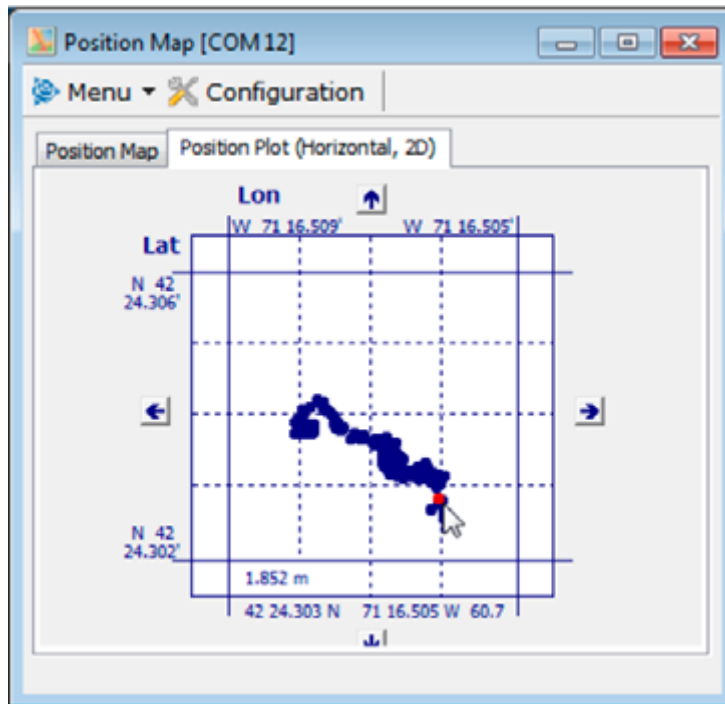 Position Map [COM 12]
Menu Configuration
Position Map Position Plot (Horizontal, 2D)
Lon
W 71 16.509' W 71 16.505'
Lat
N 42
24.306'
N 42
24.302'
1.852 m
42 24.303 N 71 16.505 W 60.7